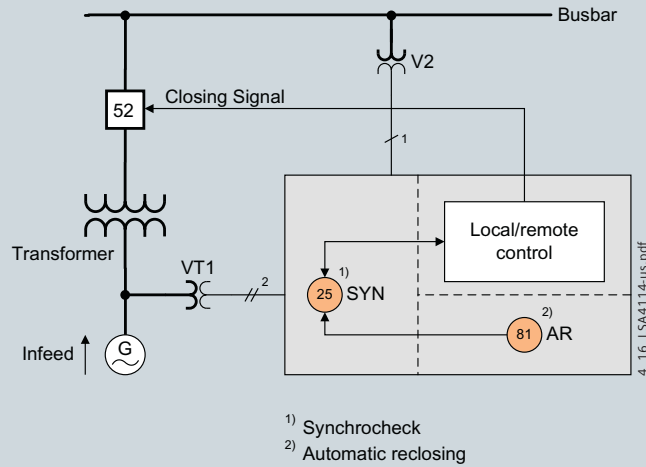 Busbar
V2
52
Closing Signal
1
Transformer
Local/remote
control
VT1
2
1)
25 SYN
2)
81 AR
Infeed
G
4_16_LSA4114-us.pdf
1) Synchrocheck
2) Automatic reclosing